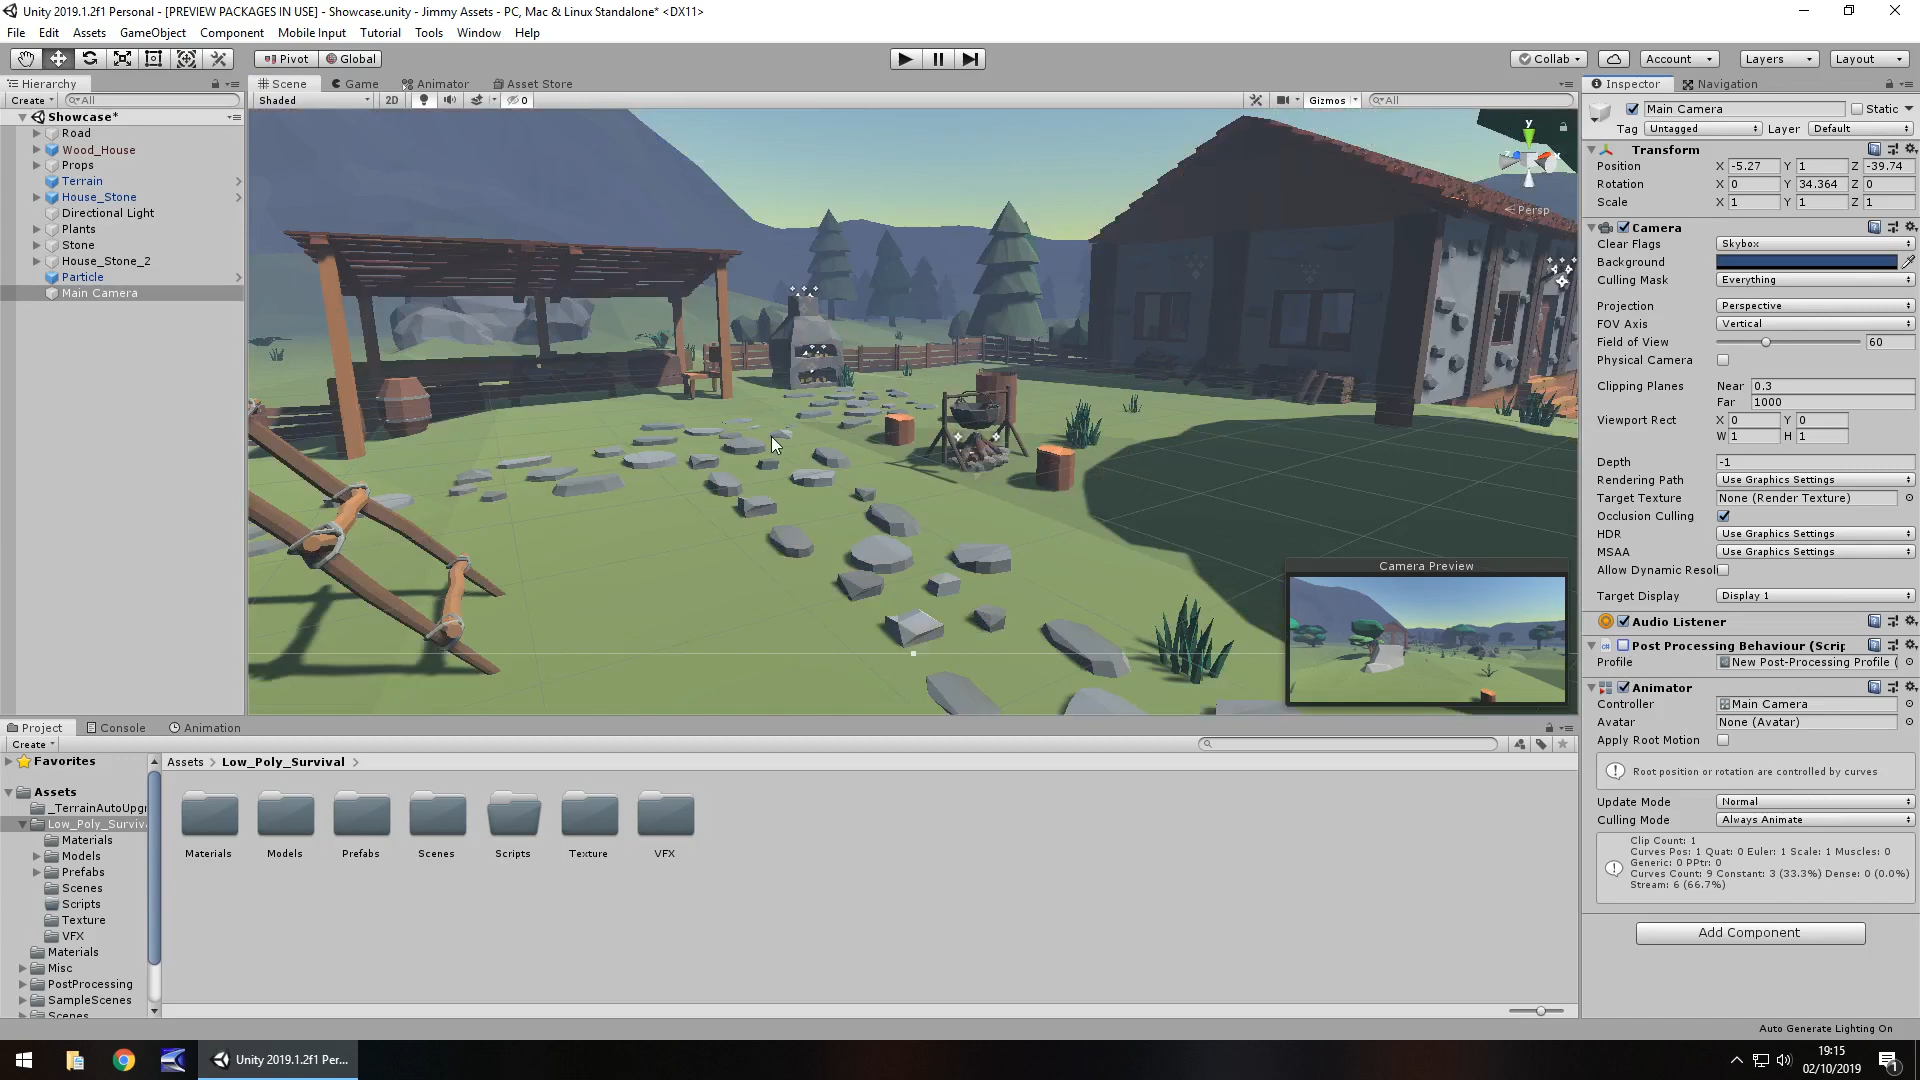 Unity 2019.1.2f1 Personal - [PREVIEW PACKAGES IN USE] - Showcase.unity - Jimmy Assets - PC, Mac & Linux Standalone* <DX11>
File Edit Assets GameObject Component Mobile Input Tutorial Tools Window Help
Pivot Global Collab Account Layers Layout
Hierarchy Scene Game Animator Asset Store Inspector Navigation
Create All Shaded 2D 0 Gizmos All
Showcase*
Road
Wood_House
Props
Terrain
House_Stone
Directional Light
Plants
Stone
House_Stone_2
Particle
Main Camera
y
Persp
Camera Preview
Main Camera Static
Tag Untagged Layer Default
Transform
Position X -5.27 Y 1 Z -39.74
Rotation X 0 Y 34.364 Z 0
Scale X 1 Y 1 Z 1
Camera
Clear Flags Skybox
Background
Culling Mask Everything
Projection Perspective
FOV Axis Vertical
Field of View 60
Physical Camera
Clipping Planes Near 0.3
Far 1000
Viewport Rect X 0 Y 0
W 1 H 1
Depth -1
Rendering Path Use Graphics Settings
Target Texture None (Render Texture)
Occlusion Culling
HDR Use Graphics Settings
MSAA Use Graphics Settings
Allow Dynamic Resol
Target Display Display 1
Audio Listener
Post Processing Behaviour (Scrip
Profile New Post-Processing Profile (
Animator
Controller Main Camera
Avatar None (Avatar)
Apply Root Motion
Root position or rotation are controlled by curves
Update Mode Normal
Culling Mode Always Animate
Clip Count: 1
Curves Pos: 1 Quat: 0 Euler: 1 Scale: 1 Muscles: 0
Generic: 0 PPtr: 0
Curves Count: 9 Constant: 3 (33.3%) Dense: 0 (0.0%)
Stream: 6 (66.7%)
Add Component
Project Console Animation
Create
Favorites
Assets
_TerrainAutoUpgr
Low_Poly_Surviv
Materials
Models
Prefabs
Scenes
Scripts
Texture
VFX
Materials
Misc
PostProcessing
SampleScenes
Scenes
Assets > Low_Poly_Survival >
Materials Models Prefabs Scenes Scripts Texture VFX
Auto Generate Lighting On
Unity 2019.1.2f1 Per...
19:15
02/10/2019
1